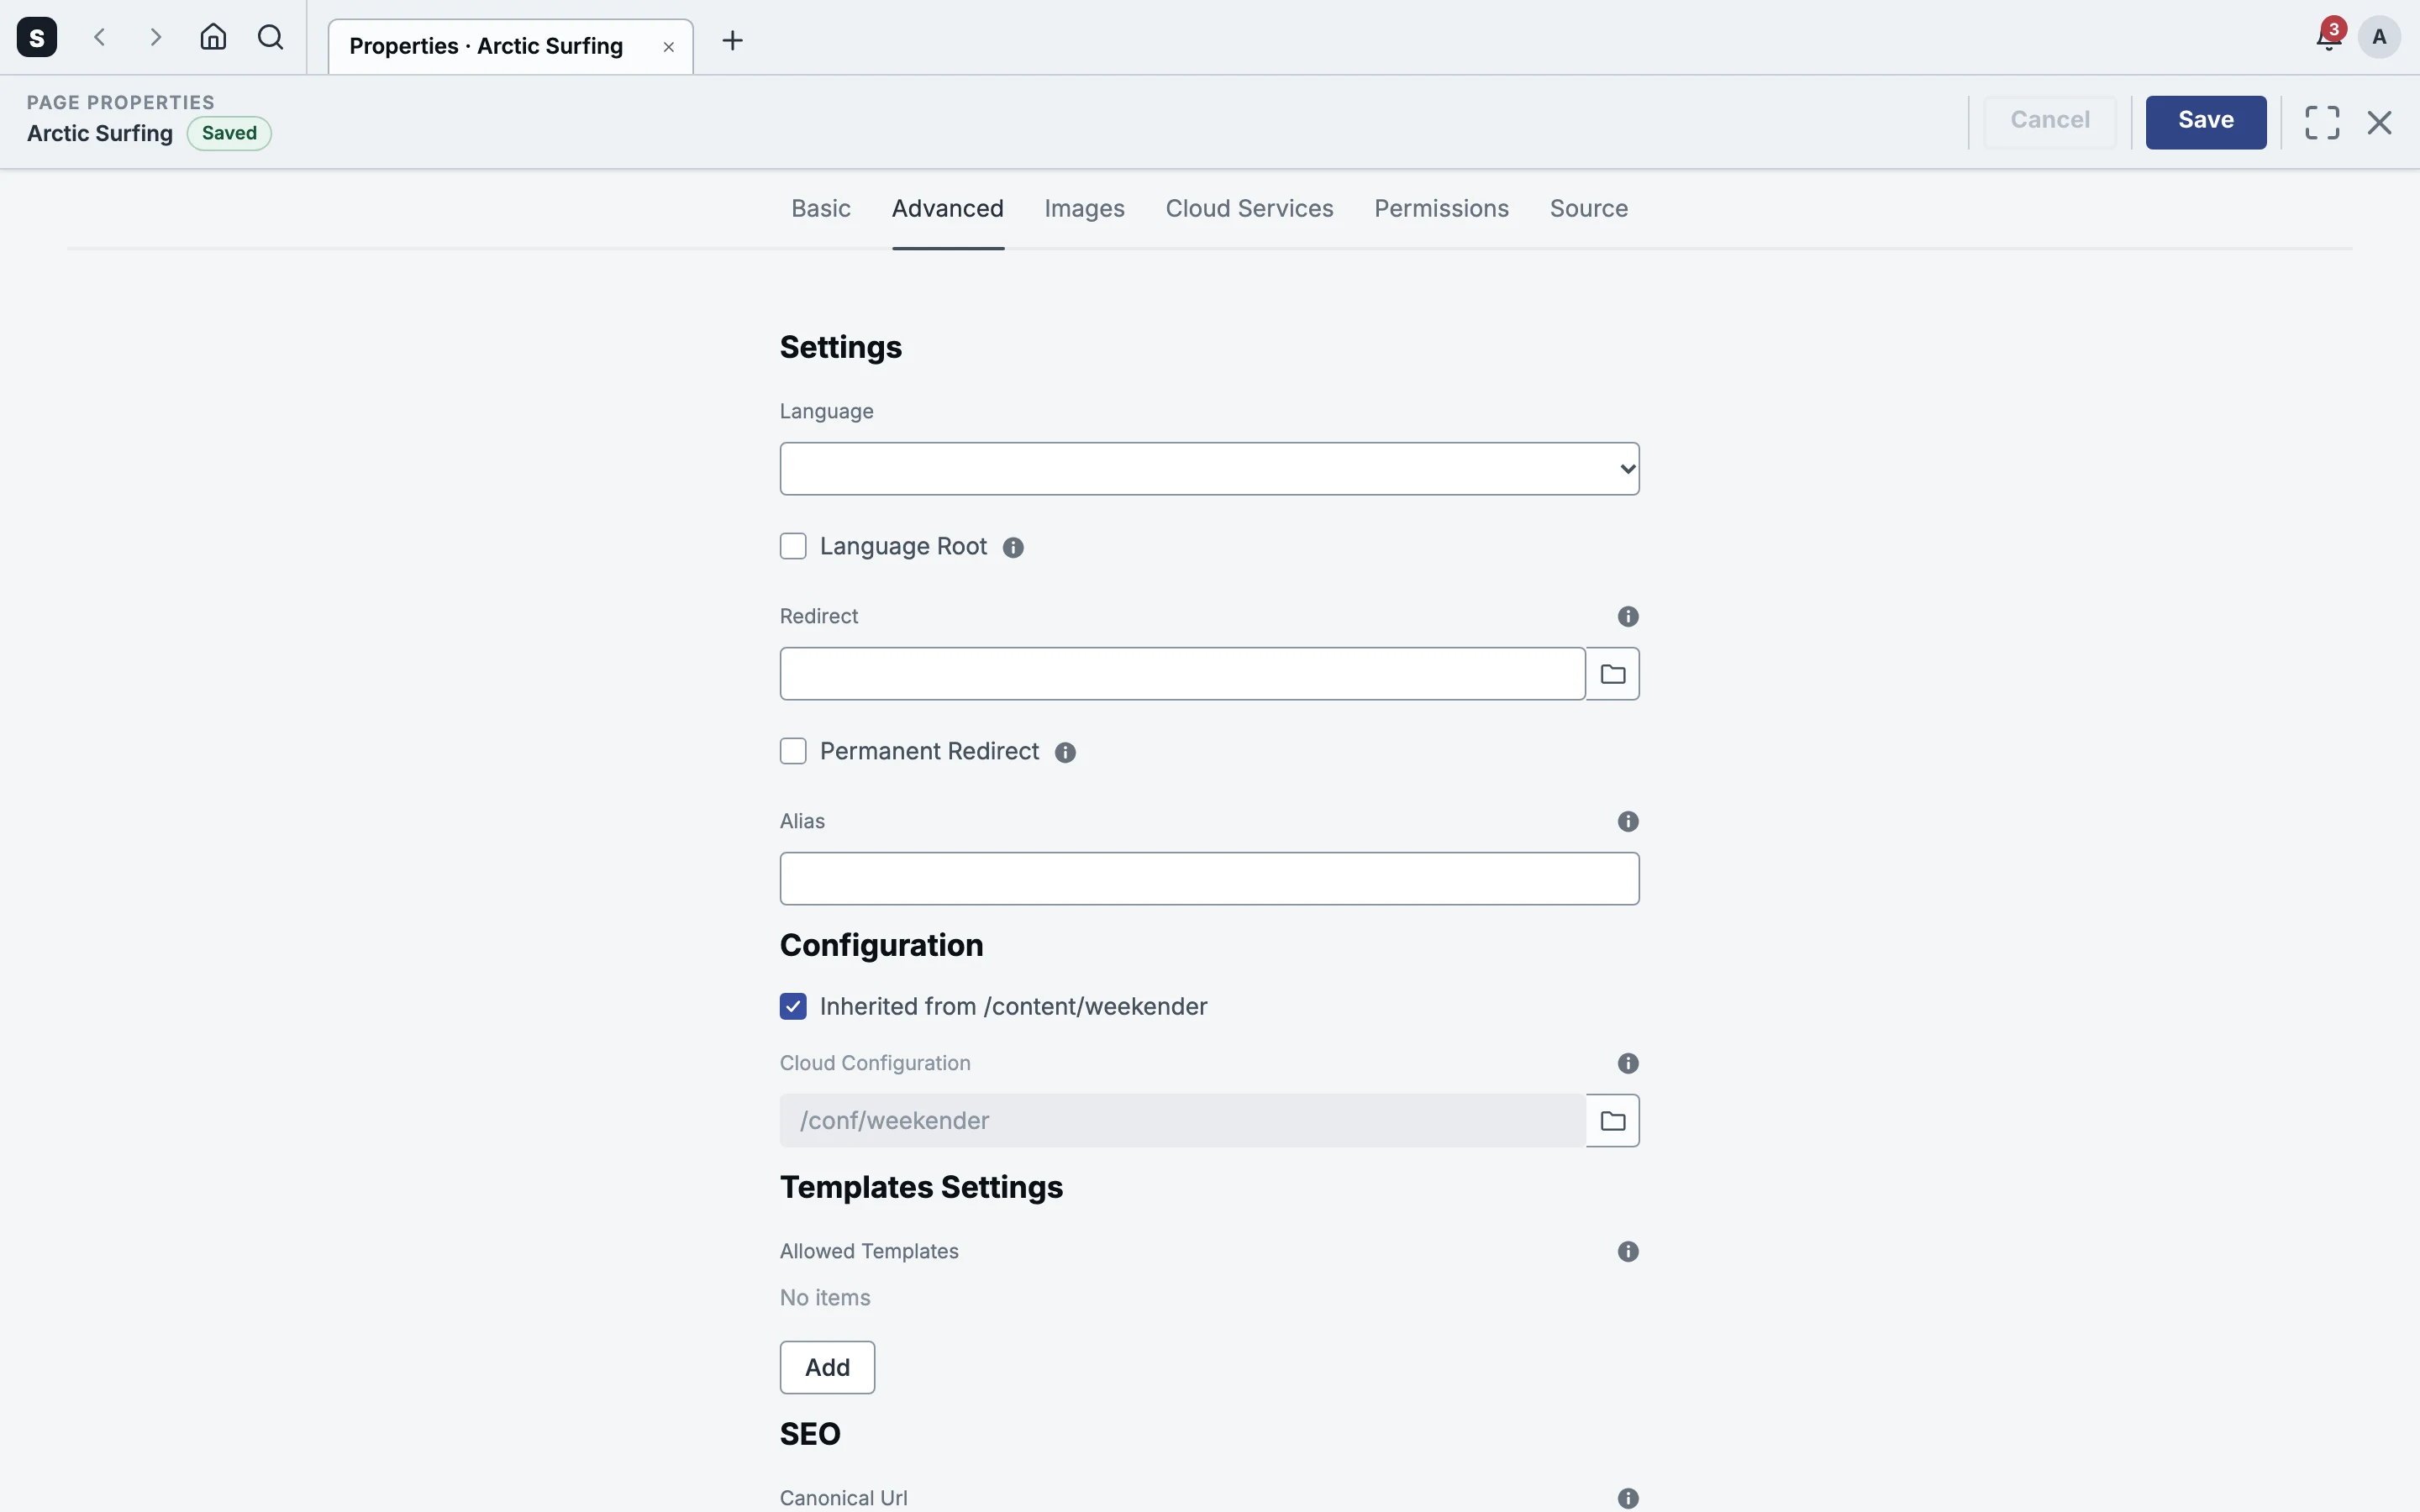 S
Properties · Arctic Surfing
3
A
PAGE PROPERTIES
Arctic Surfing
Saved
Cancel
Save
Basic
Advanced
Images
Cloud Services
Permissions
Source
Settings
Language
Language Root
Redirect
Permanent Redirect
Alias
Configuration
Inherited from /content/weekender
Cloud Configuration
/conf/weekender
Templates Settings
Allowed Templates
No items
Add
SEO
Canonical Url